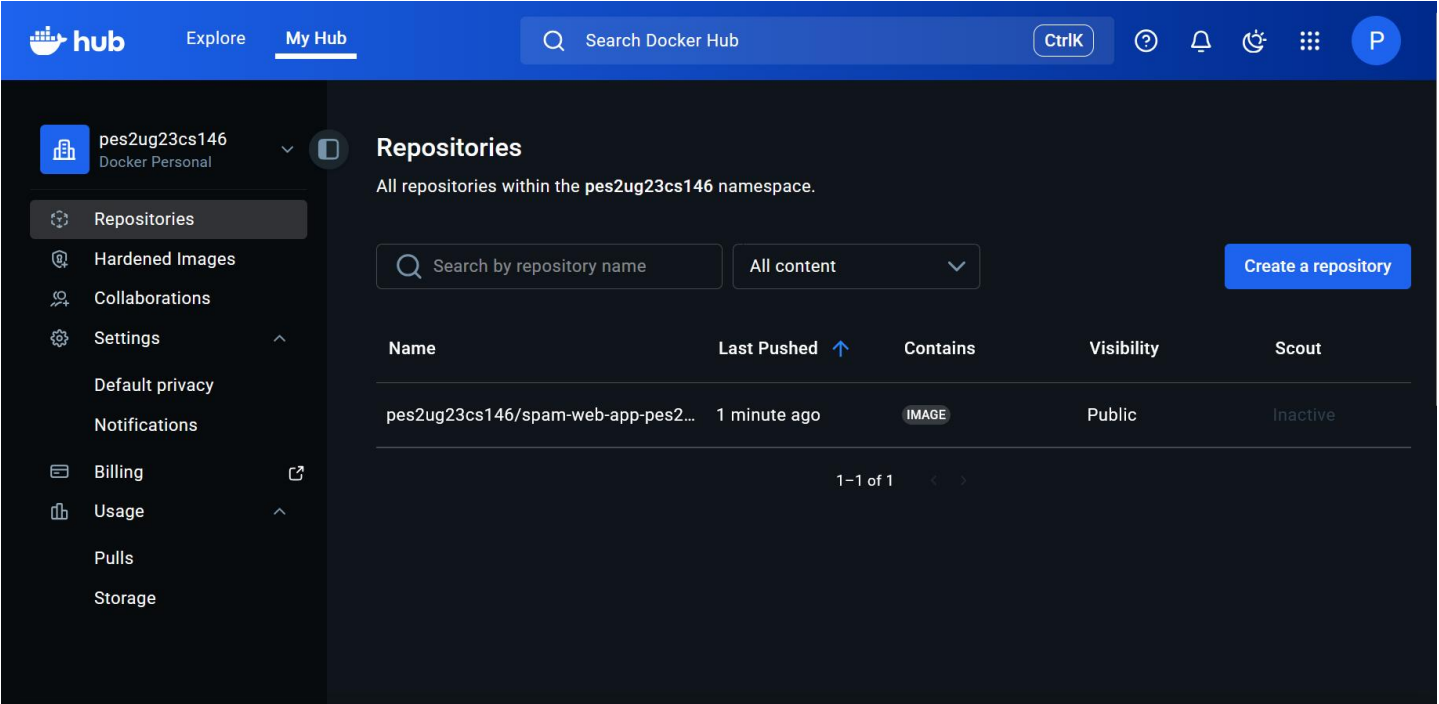 hub Explore My Hub Search Docker Hub CtrlK P
pes2ug23cs146
Docker Personal
Repositories
Hardened Images
Collaborations
Settings
Default privacy
Notifications
Billing
Usage
Pulls
Storage
Repositories
All repositories within the pes2ug23cs146 namespace.
Search by repository name All content Create a repository
Name Last Pushed Contains Visibility Scout
pes2ug23cs146/spam-web-app-pes2... 1 minute ago IMAGE Public Inactive
1–1 of 1